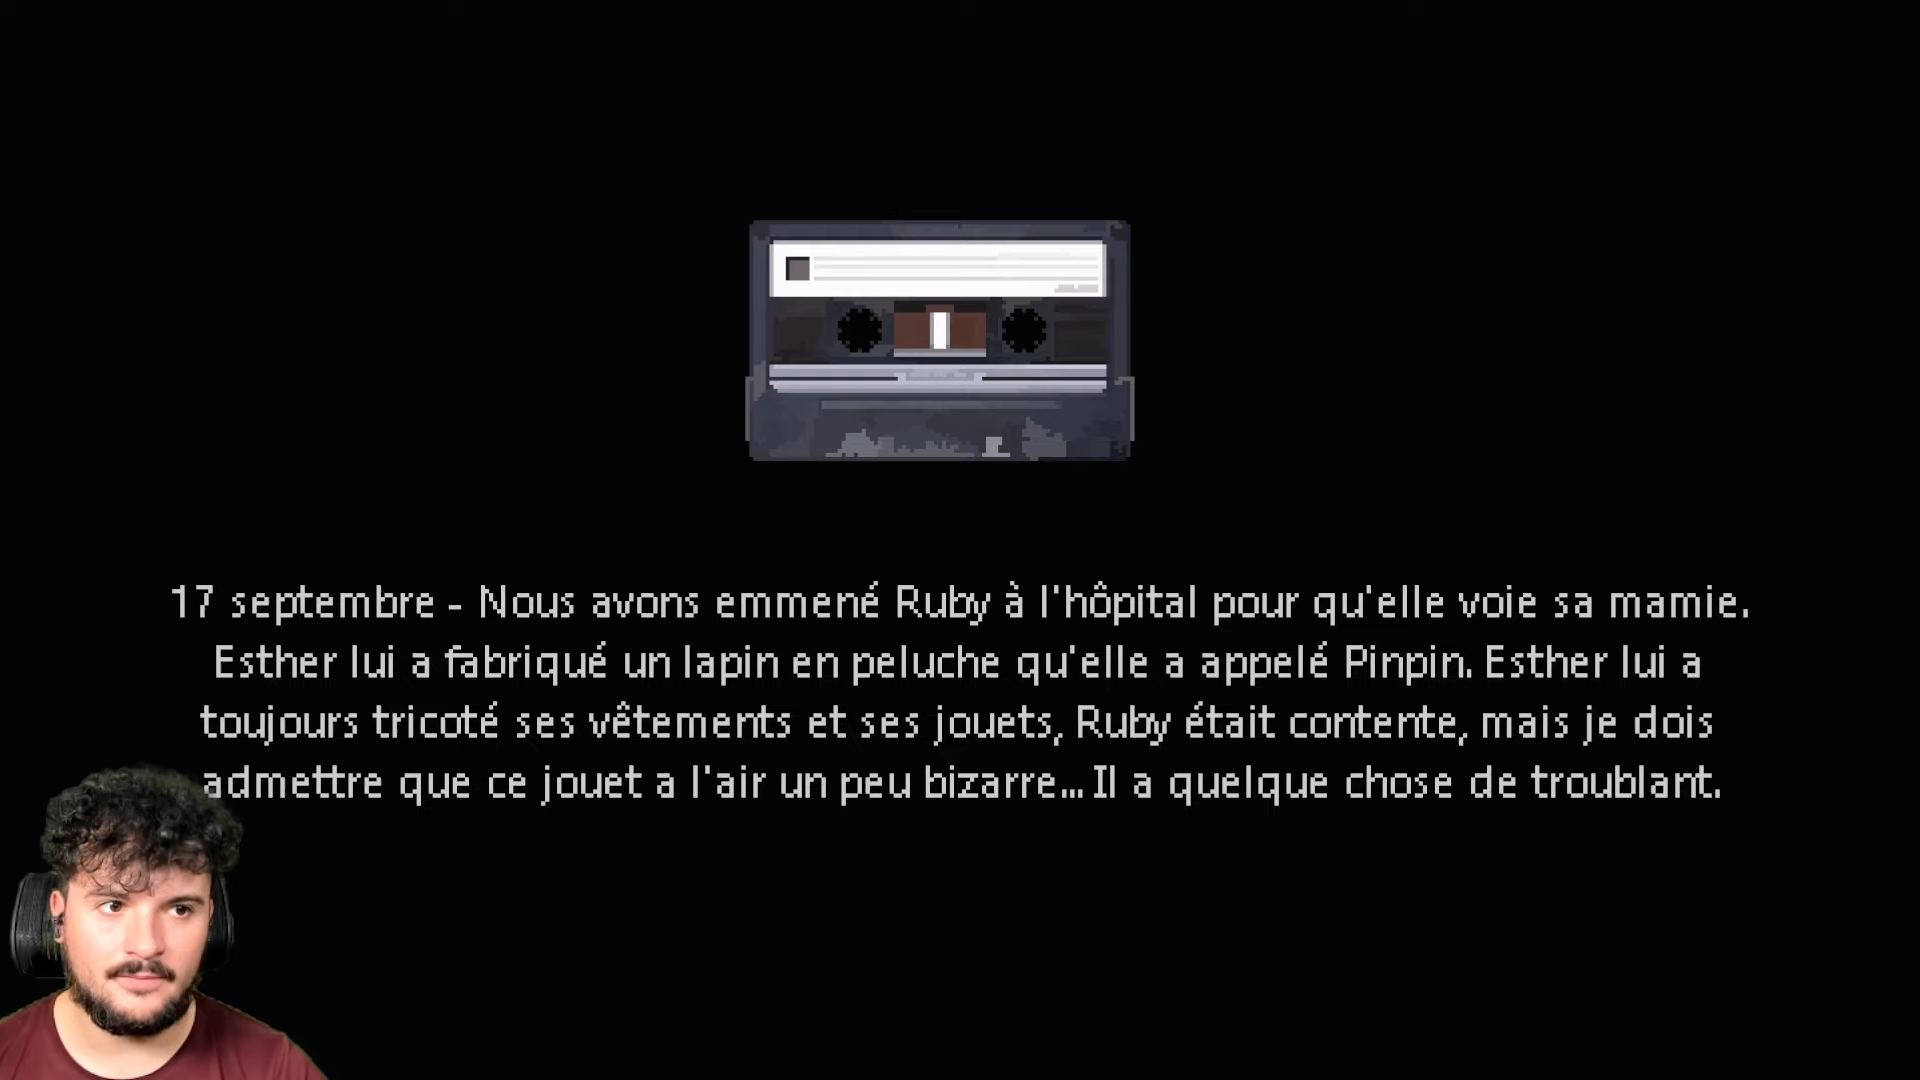 17 septembre - Nous avons emmené Ruby à l'hôpital pour qu'elle voie sa mamie.
Esther lui a fabriqué un lapin en peluche qu'elle a appelé Pinpin. Esther lui a
toujours tricoté ses vêtements et ses jouets, Ruby était contente, mais je dois
admettre que ce jouet a l'air un peu bizarre... Il a quelque chose de troublant.